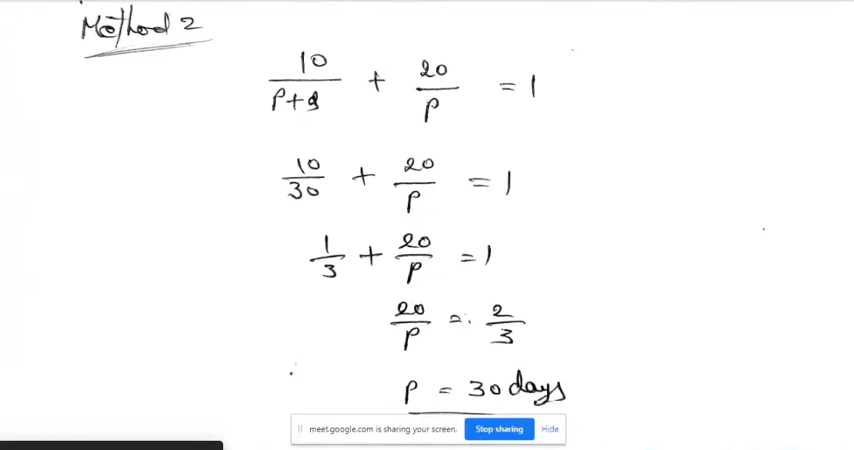 Method 2
10/(P+Q) + 20/P = 1
10/30 + 20/P = 1
1/3 + 20/P = 1
20/P = 2/3
P = 30 days
meet.google.com is sharing your screen. Stop sharing Hide